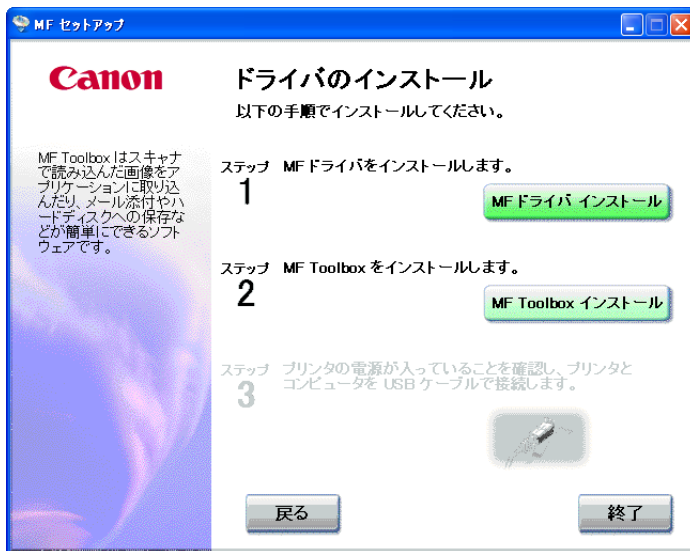 MF セットアップ
Canon
ドライバのインストール
以下の手順でインストールしてください。
MF Toolbox はスキャナ
で読み込んだ画像をア
プリケーションに取り込
んだり、メール添付やハ
ードディスクへの保存な
どが簡単にできるソフト
ウェアです。
ステップ
1
MF ドライバをインストールします。
MF ドライバ インストール
ステップ
2
MF Toolbox をインストールします。
MF Toolbox インストール
ステップ
3
プリンタの電源が入っていることを確認し、プリンタと
コンピュータを USB ケーブルで接続します。
戻る
終了